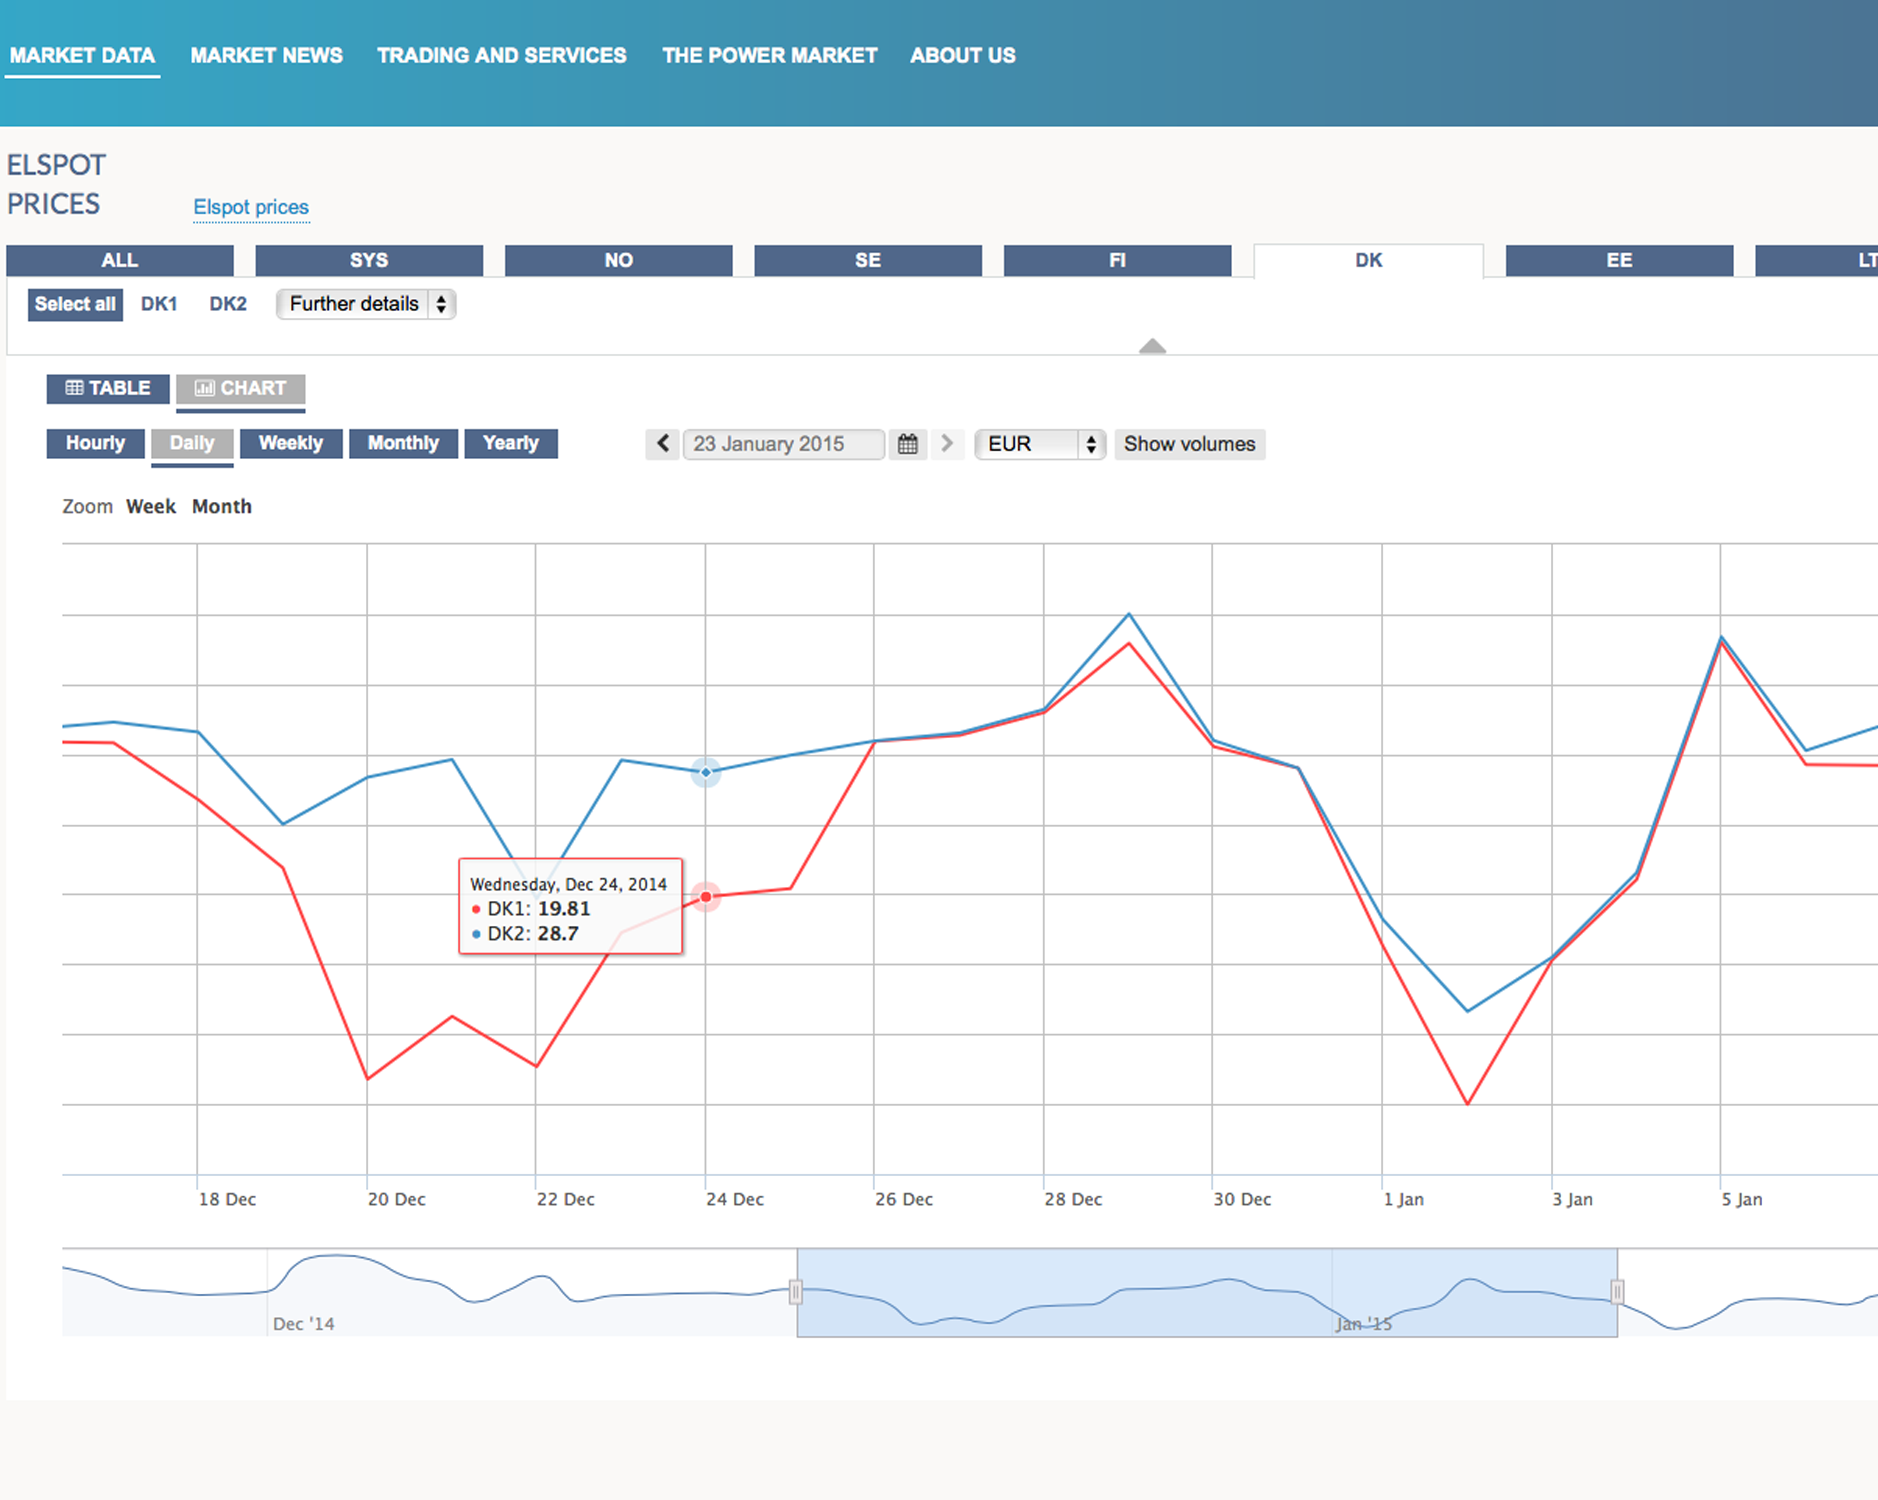 MARKET DATA MARKET NEWS TRADING AND SERVICES THE POWER MARKET ABOUT US
ELSPOT
PRICES
Elspot prices
ALL SYS NO SE FI DK EE LT
Select all DK1 DK2 Further details
TABLE CHART
Hourly Daily Weekly Monthly Yearly 23 January 2015 EUR Show volumes
Zoom Week Month
Wednesday, Dec 24, 2014
DK1: 19.81
DK2: 28.7
18 Dec 20 Dec 22 Dec 24 Dec 26 Dec 28 Dec 30 Dec 1 Jan 3 Jan 5 Jan
Dec '14 Jan '15